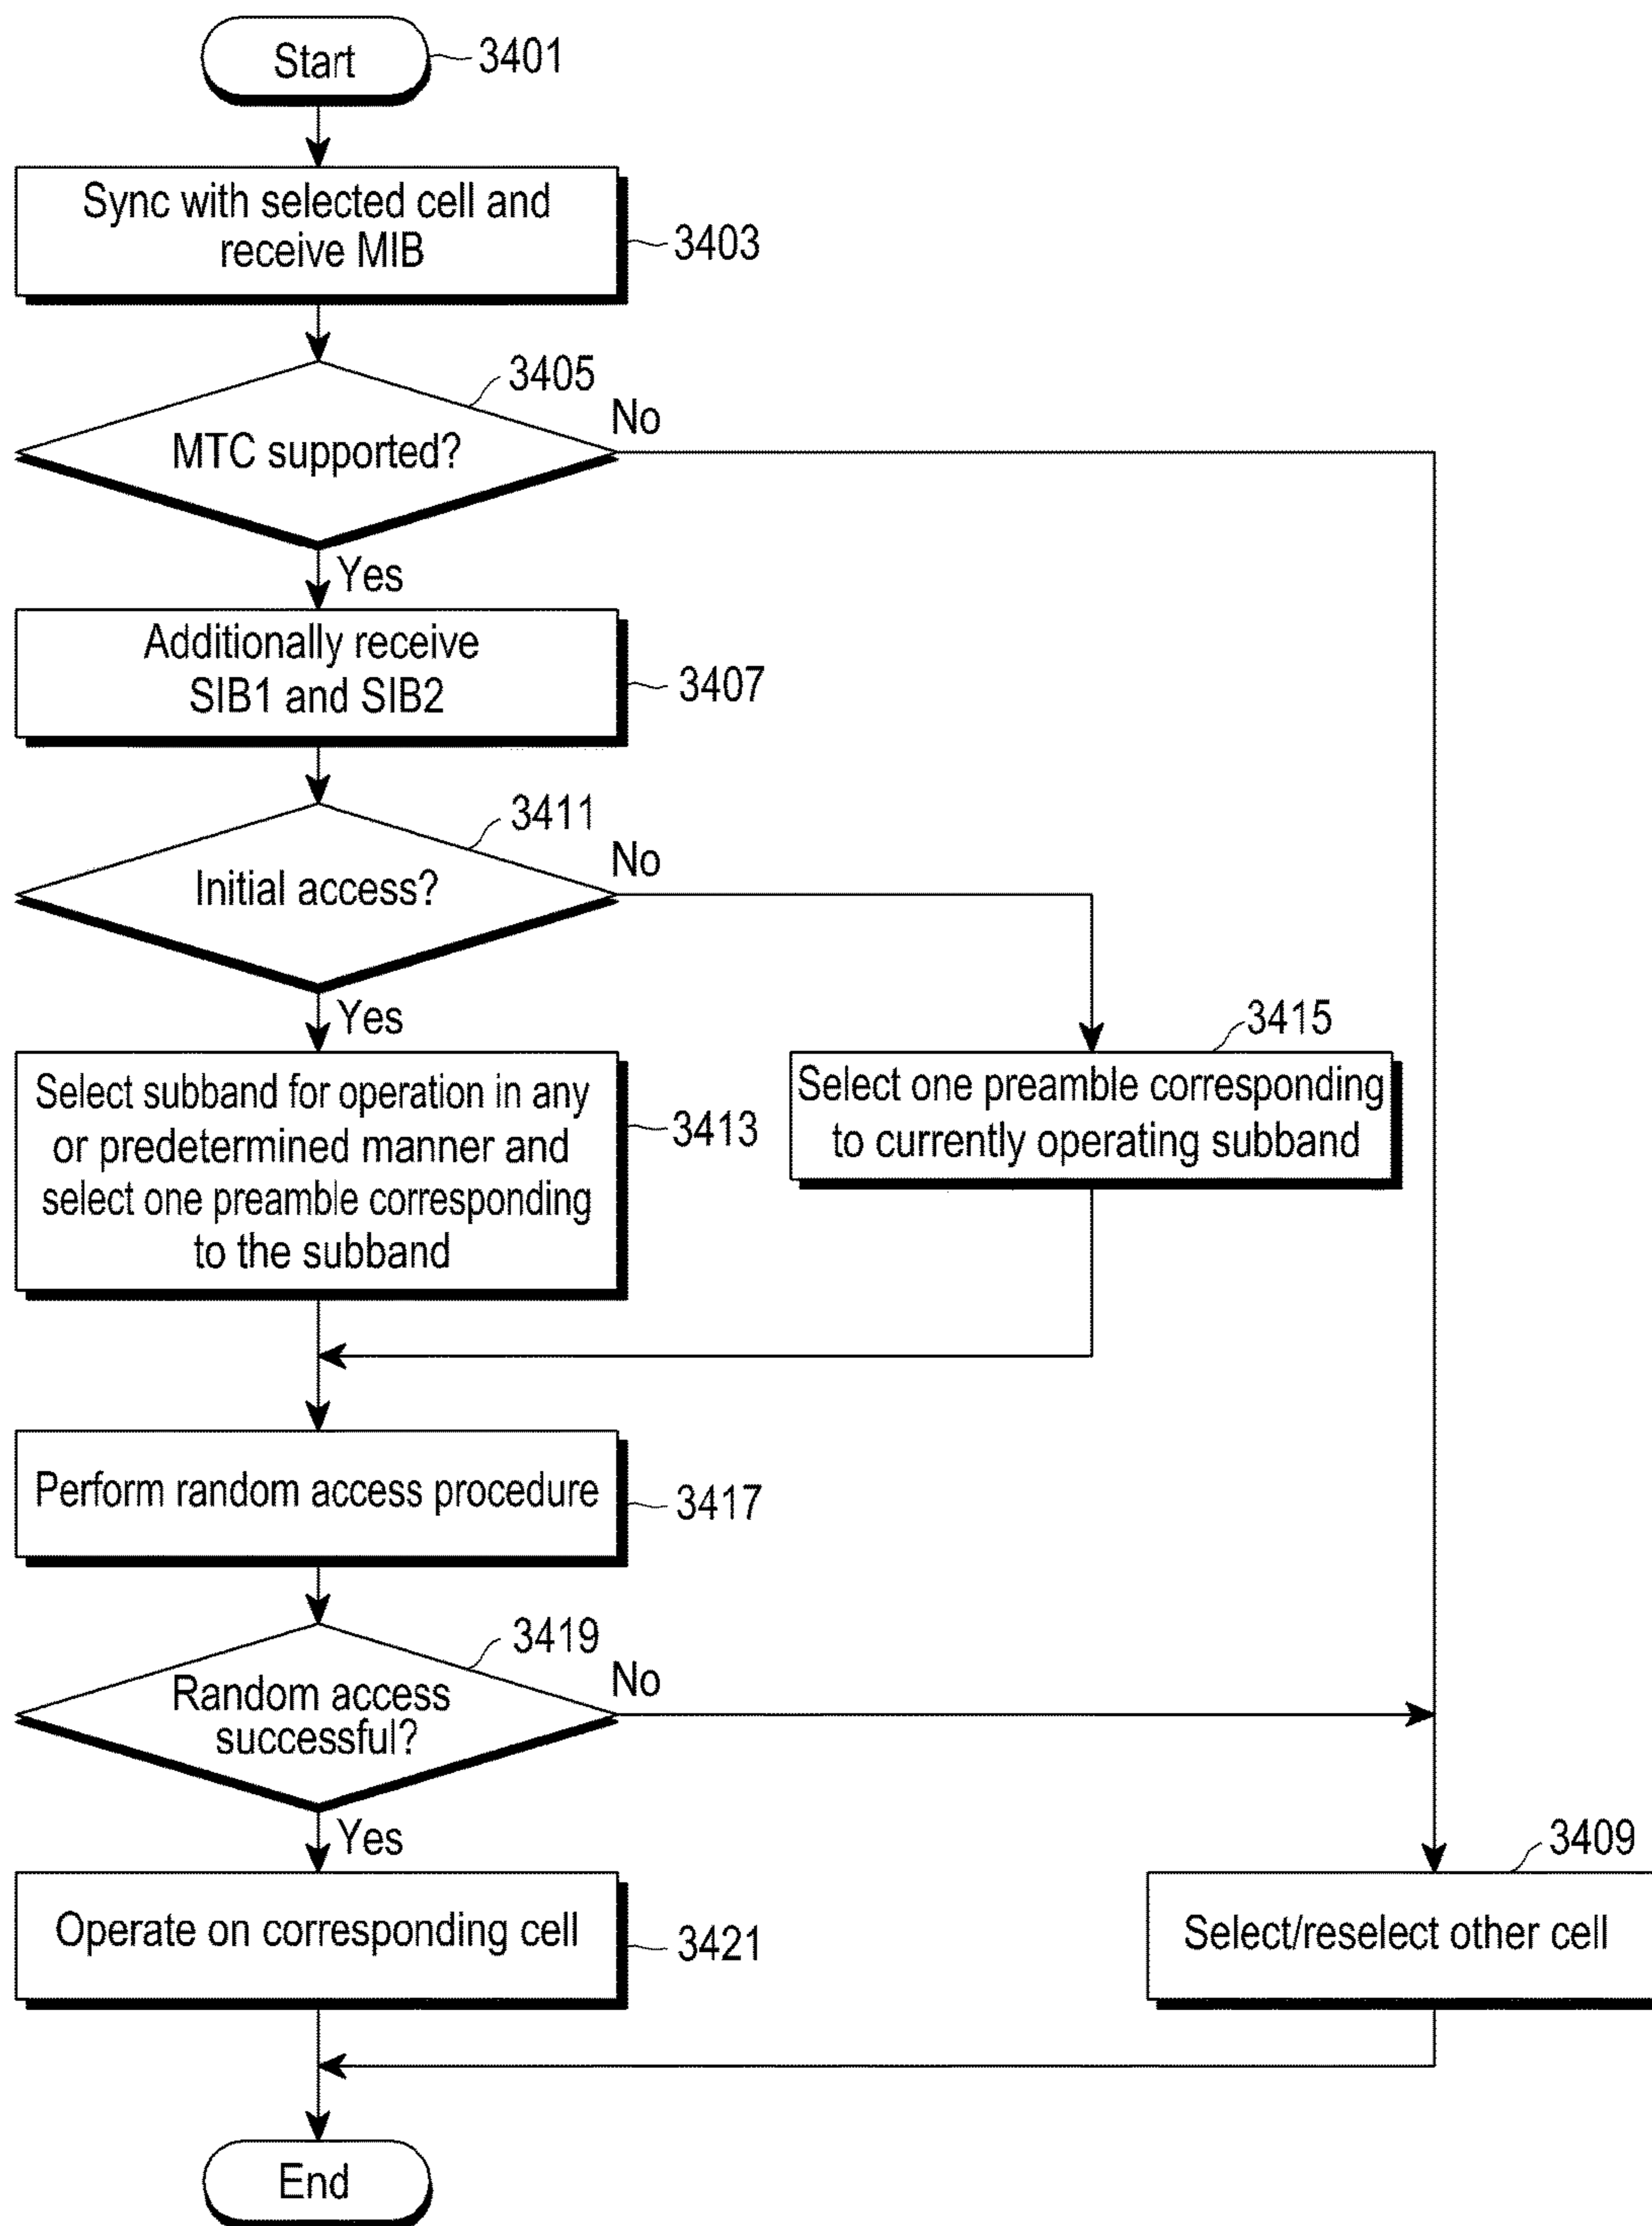 Start
3401
Sync with selected cell and
receive MIB
3403
3405
MTC supported?
No
Yes
Additionally receive
SIB1 and SIB2
3407
3411
Initial access?
No
Yes
Select subband for operation in any
or predetermined manner and
select one preamble corresponding
to the subband
3413
3415
Select one preamble corresponding
to currently operating subband
Perform random access procedure
3417
3419
Random access
successful?
No
Yes
Operate on corresponding cell
3421
3409
Select/reselect other cell
End